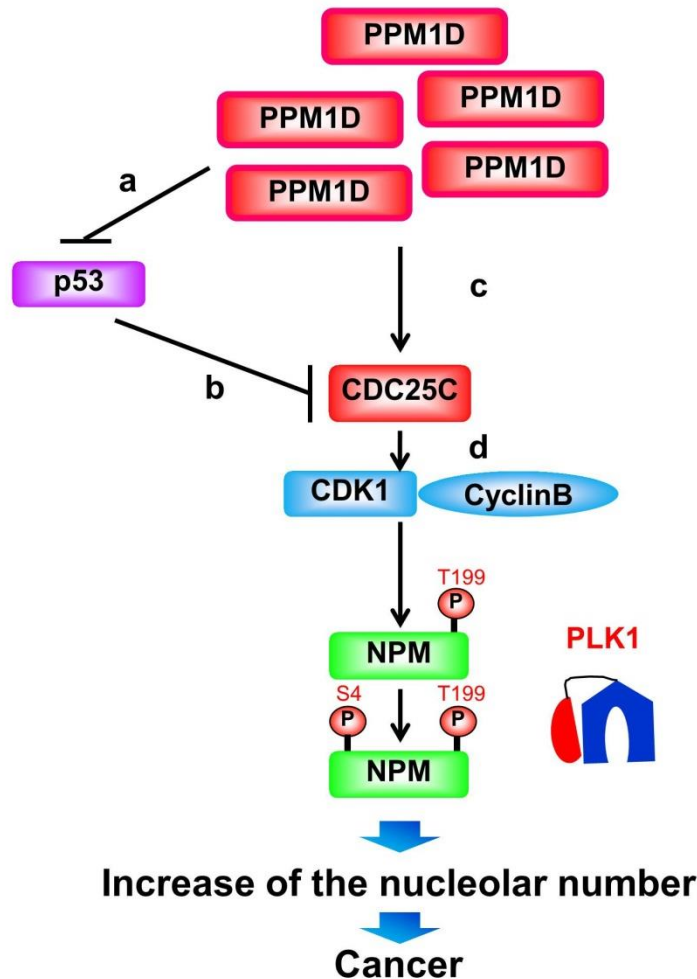 PPM1D
PPM1D
PPM1D
PPM1D
PPM1D
a
p53
c
b
CDC25C
d
CDK1
CyclinB
T199
P
NPM
PLK1
S4
T199
P
P
NPM
Increase of the nucleolar number
Cancer